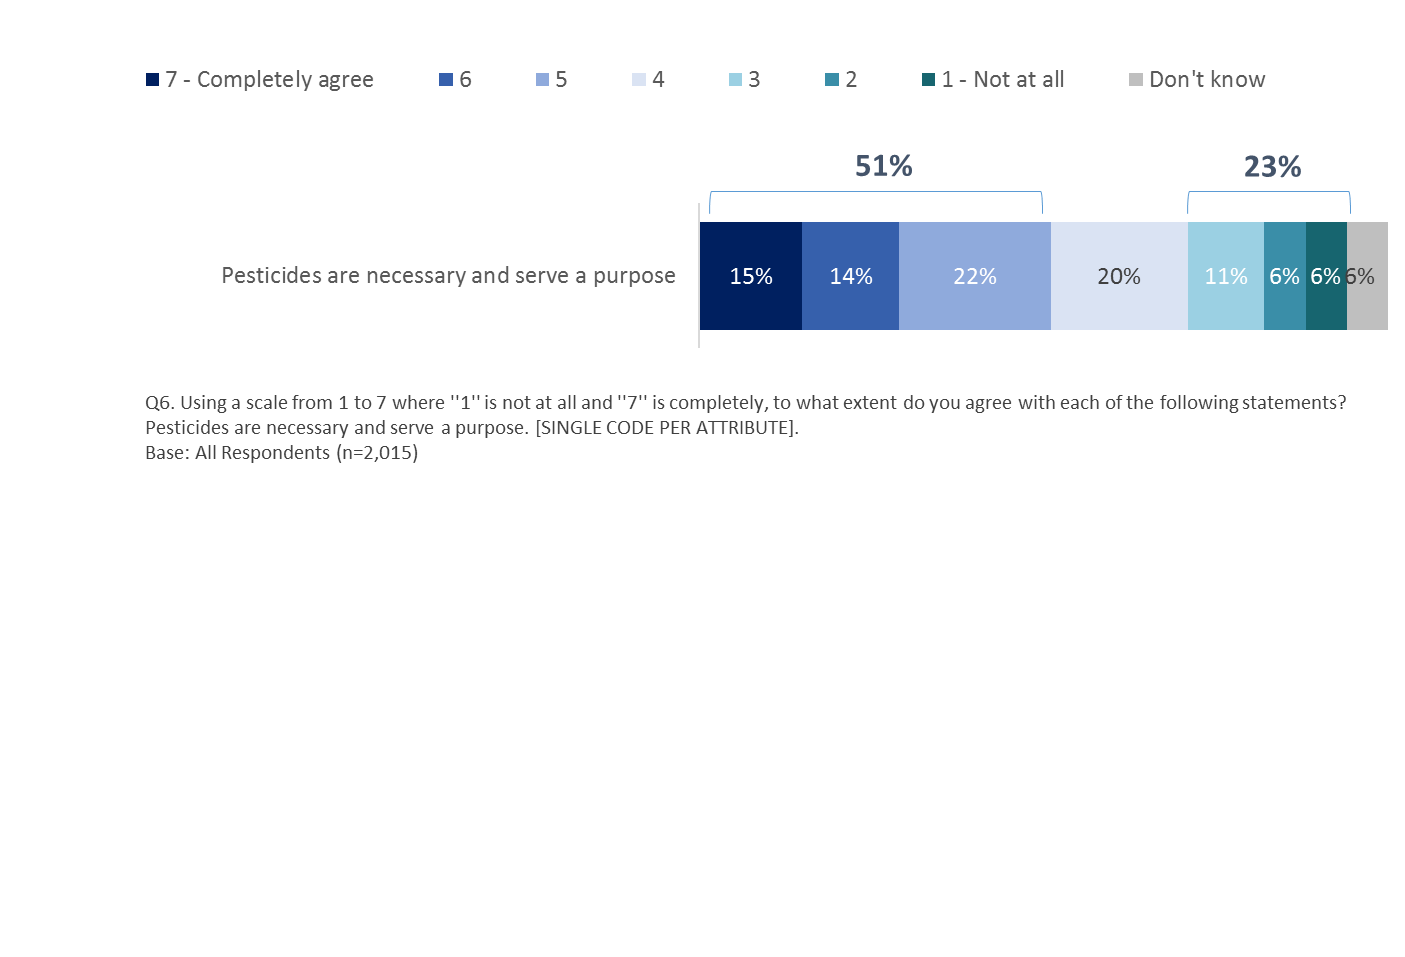 7 - Completely agree 6 5 4 3 2 1 - Not at all Don't know
51% 23%
Pesticides are necessary and serve a purpose 15% 14% 22% 20% 11% 6% 6% 6%
Q6. Using a scale from 1 to 7 where ''1'' is not at all and ''7'' is completely, to what extent do you agree with each of the following statements?
Pesticides are necessary and serve a purpose. [SINGLE CODE PER ATTRIBUTE].
Base: All Respondents (n=2,015)